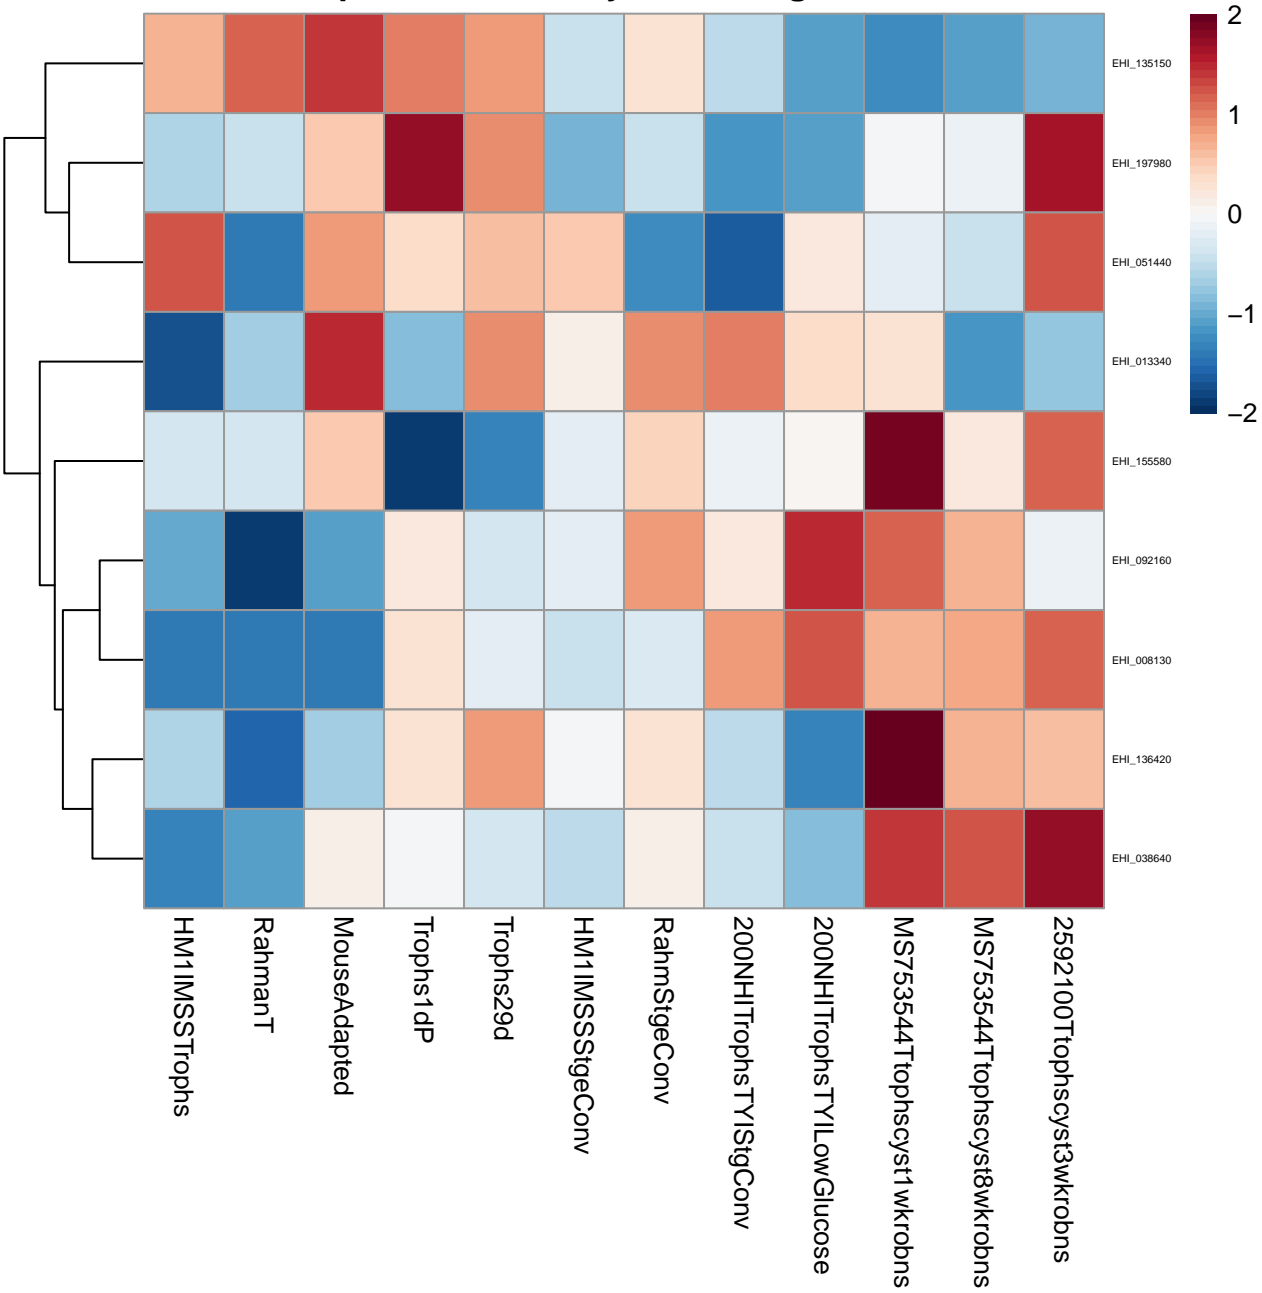 2
1
0
−1
−2
EHI_135150
EHI_197980
EHI_051440
EHI_013340
EHI_155580
EHI_092160
EHI_008130
EHI_136420
EHI_038640
HM1IMSSTrophs
RahmanT
MouseAdapted
Trophs1dP
Trophs29d
HM1IMSSStgeConv
RahmStgeConv
200NHITrophsTYIStgConv
200NHITrophsTYILowGlucose
MS753544Ttophscyst1wkrobns
MS753544Ttophscyst8wkrobns
2592100Ttophscyst3wkrobns